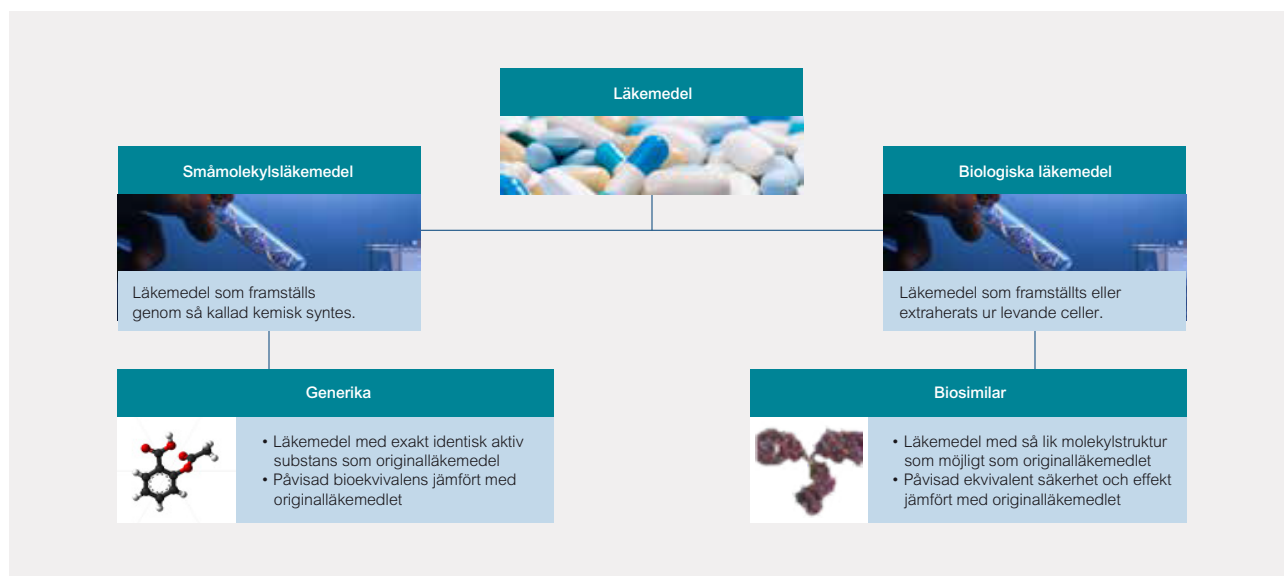 Läkemedel
Småmolekylsläkemedel
Läkemedel som framställs
genom så kallad kemisk syntes.
Biologiska läkemedel
Läkemedel som framställts eller
extraherats ur levande celler.
Generika
• Läkemedel med exakt identisk aktiv
substans som originalläkemedel
• Påvisad bioekvivalens jämfört med
originalläkemedlet
Biosimilar
• Läkemedel med så lik molekylstruktur
som möjligt som originalläkemedlet
• Påvisad ekvivalent säkerhet och effekt
jämfört med originalläkemedlet